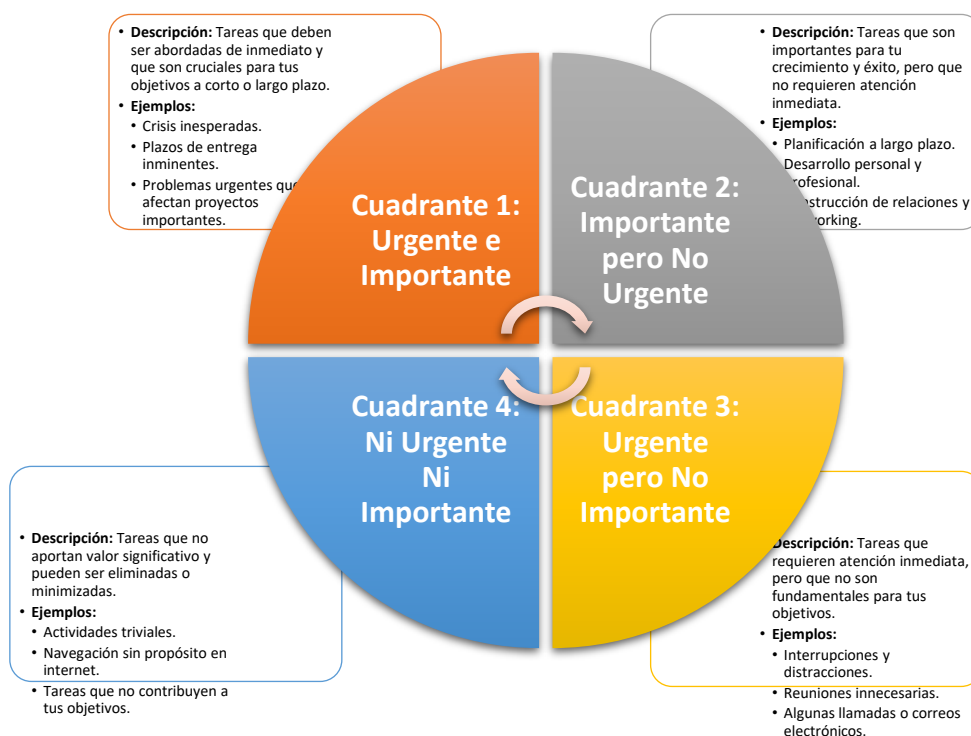 • Descripción: Tareas que deben
ser abordadas de inmediato y
que son cruciales para tus
objetivos a corto o largo plazo.
• Ejemplos:
• Crisis inesperadas.
• Plazos de entrega
inminentes.
• Problemas urgentes que
afectan proyectos
importantes.
• Descripción: Tareas que son
importantes para tu
crecimiento y éxito, pero que
no requieren atención
inmediata.
• Ejemplos:
• Planificación a largo plazo.
Desarrollo personal y
rofesional.
nstrucción de relaciones y
working.
Cuadrante 1:
Urgente e
Importante
Cuadrante 2:
Importante
pero No
Urgente
Cuadrante 4:
Ni Urgente
Ni
Importante
Cuadrante 3:
Urgente
pero No
Importante
• Descripción: Tareas que no
aportan valor significativo y
pueden ser eliminadas o
minimizadas.
• Ejemplos:
• Actividades triviales.
• Navegación sin propósito en
internet.
• Tareas que no contribuyen a
tus objetivos.
Descripción: Tareas que
requieren atención inmediata,
pero que no son
fundamentales para tus
objetivos.
• Ejemplos:
• Interrupciones y
distracciones.
• Reuniones innecesarias.
• Algunas llamadas o correos
electrónicos.